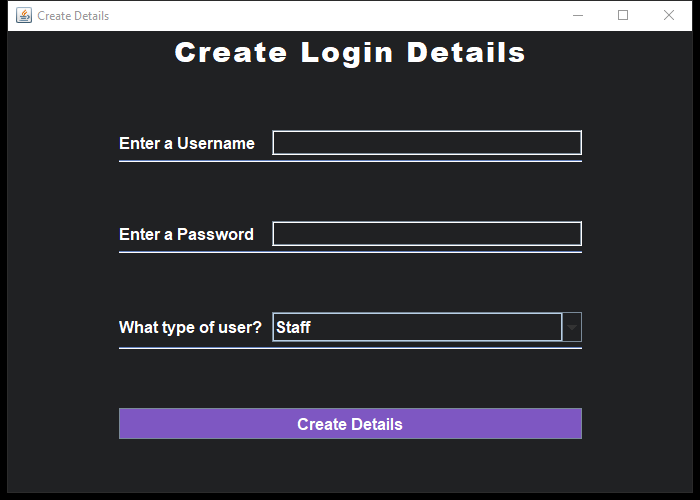 Create Details
Create Login Details
Enter a Username
Enter a Password
What type of user? Staff
Create Details